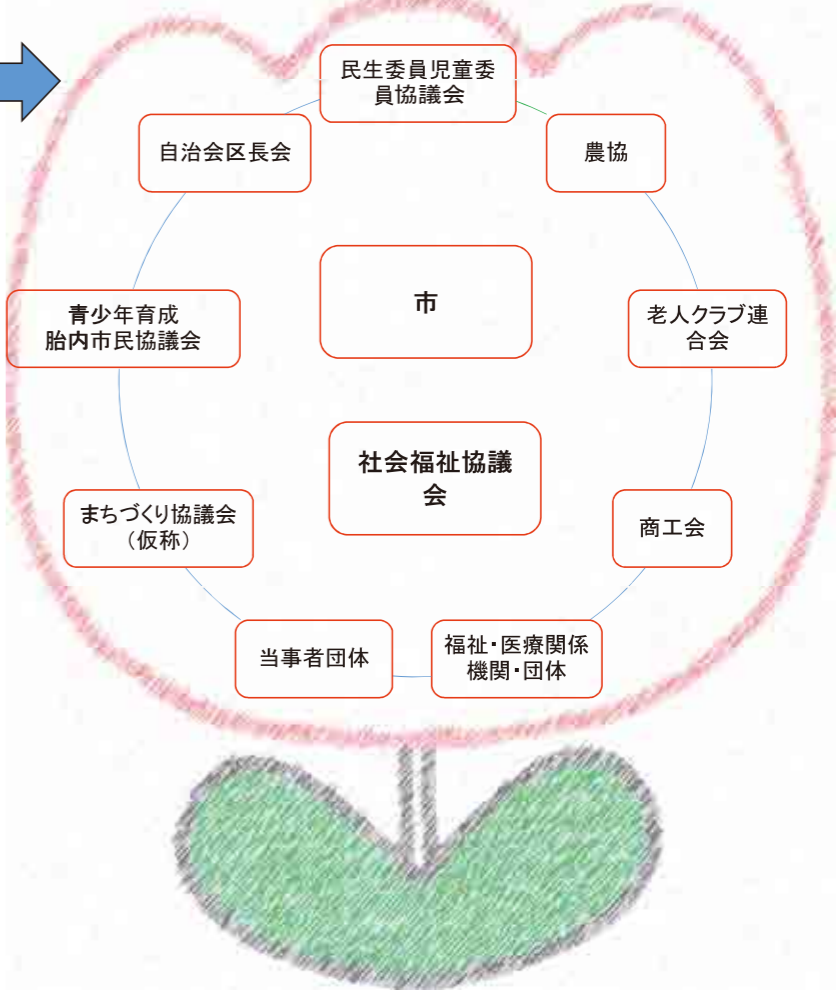 民生委員児童委
員協議会
自治会区長会
農協
市
青少年育成
胎内市民協議会
老人クラブ連
合会
社会福祉協議
会
まちづくり協議会
（仮称）
商工会
当事者団体
福祉・医療関係
機関・団体